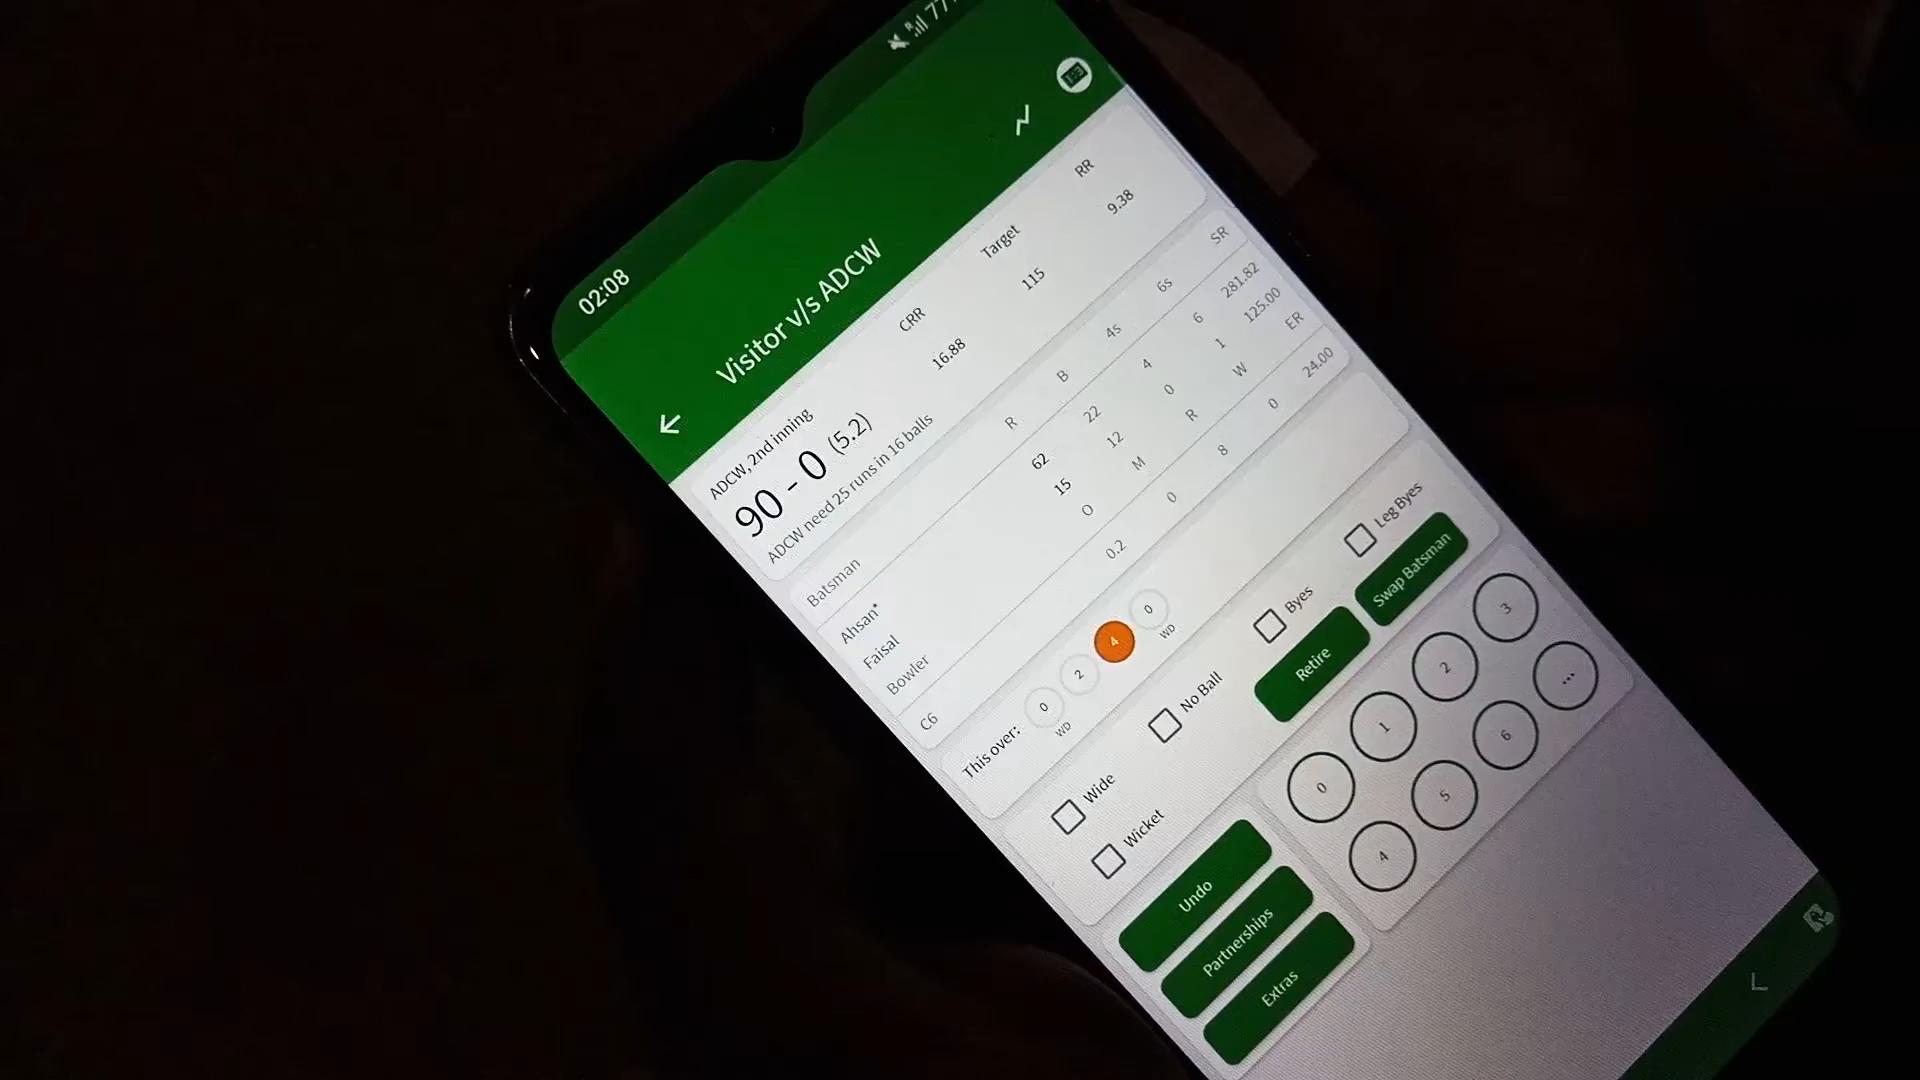 02:08 77
Visitor v/s ADCW
ADCW, 2nd inning CRR Target RR
90 - 0 (5.2) 16.88 115 9.38
ADCW need 25 runs in 16 balls
Batsman R B 4s 6s SR
Ahsan* 62 22 4 6 281.82
Faisal 15 12 0 1 125.00
Bowler O M R W ER
C6 0.2 0 8 0 24.00
This over: 0 2 4 0
WD WD
Wide No Ball Byes Leg Byes
Wicket Retire Swap Batsman
Undo 0 1 2 3
Partnerships 4 5 6 ...
Extras